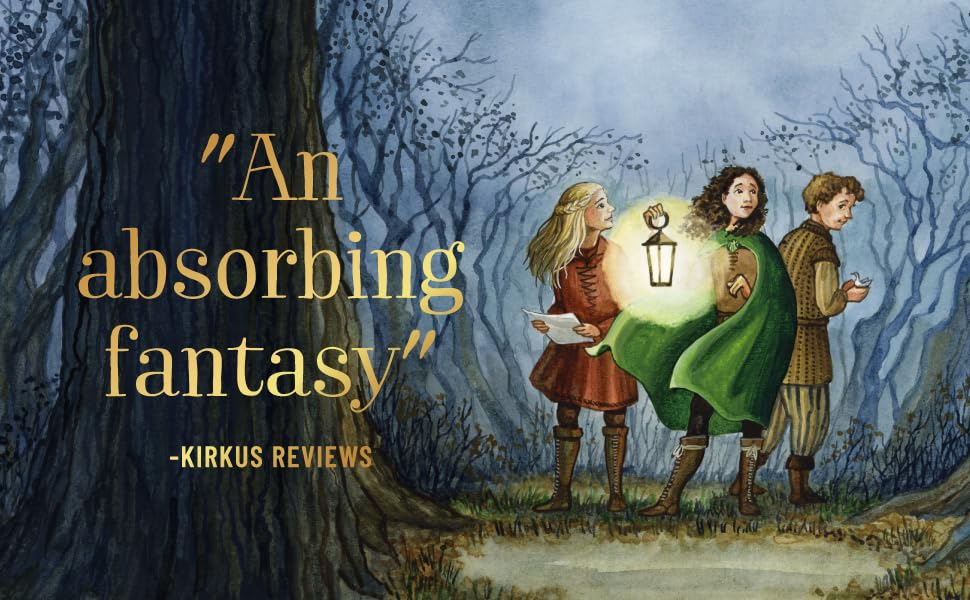 "An
absorbing
fantasy"
-KIRKUS REVIEWS